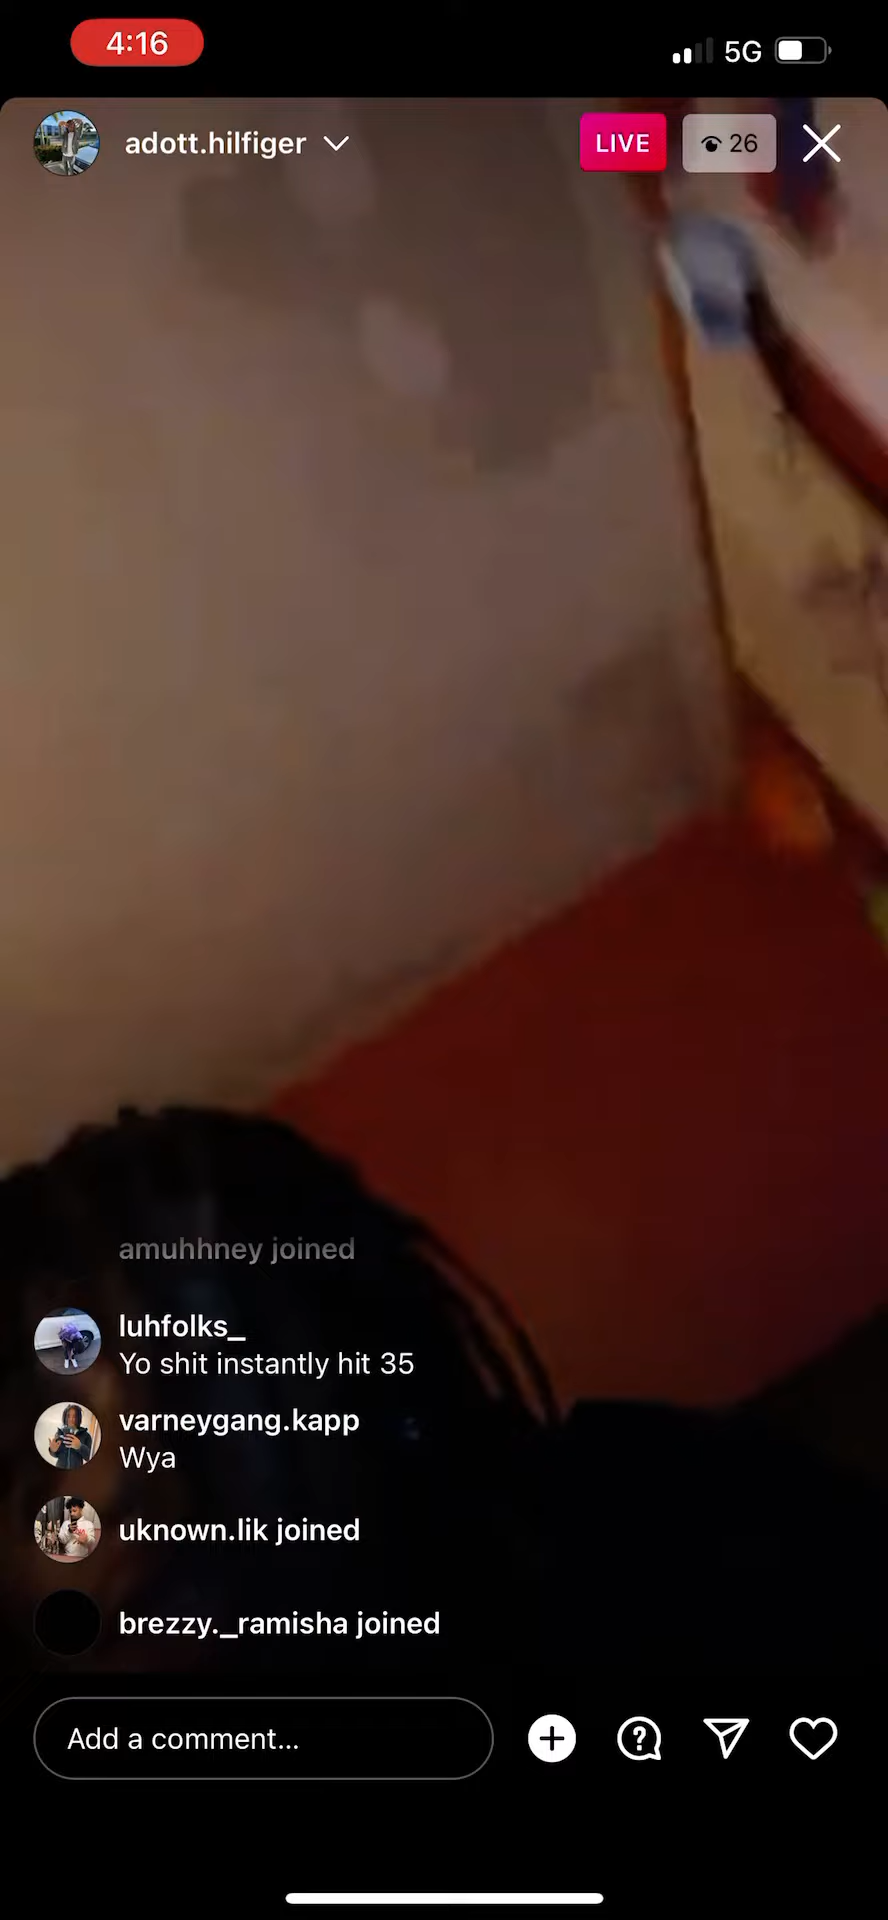 4:16
5G
adott.hilfiger
LIVE
26
amuhhney joined
luhfolks_
Yo shit instantly hit 35
varneygang.kapp
Wya
uknown.lik joined
brezzy._ramisha joined
Add a comment...